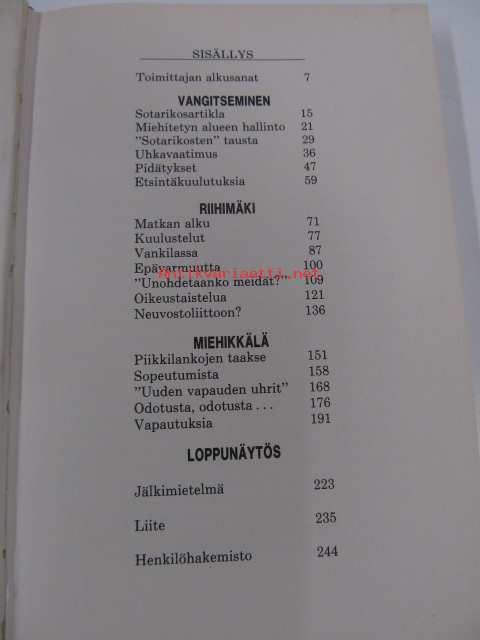 SISÄLLYS
Toimittajan alkusanat 7
VANGITSEMINEN
Sotarikosartikla 15
Miehitetyn alueen hallinto 21
"Sotarikosten" tausta 29
Uhkavaatimus 36
Pidätykset 47
Etsintäkuulutuksia 59
RIIHIMÄKI
Matkan alku 71
Kuulustelut 77
Vankilassa 87
Epävarmuutta 100
Antikvariaatti.net
"Unohdetaanko meidät?" 109
Oikeustaistelua 121
Neuvostoliittoon? 136
MIEHIKKÄLÄ
Piikkilankojen taakse 151
Sopeutumista 158
"Uuden vapauden uhrit" 168
Odotusta, odotusta ... 176
Vapautuksia 191
LOPPUNÄYTÖS
Jälkimietelmä 223
Liite 235
Henkilöhakemisto 244